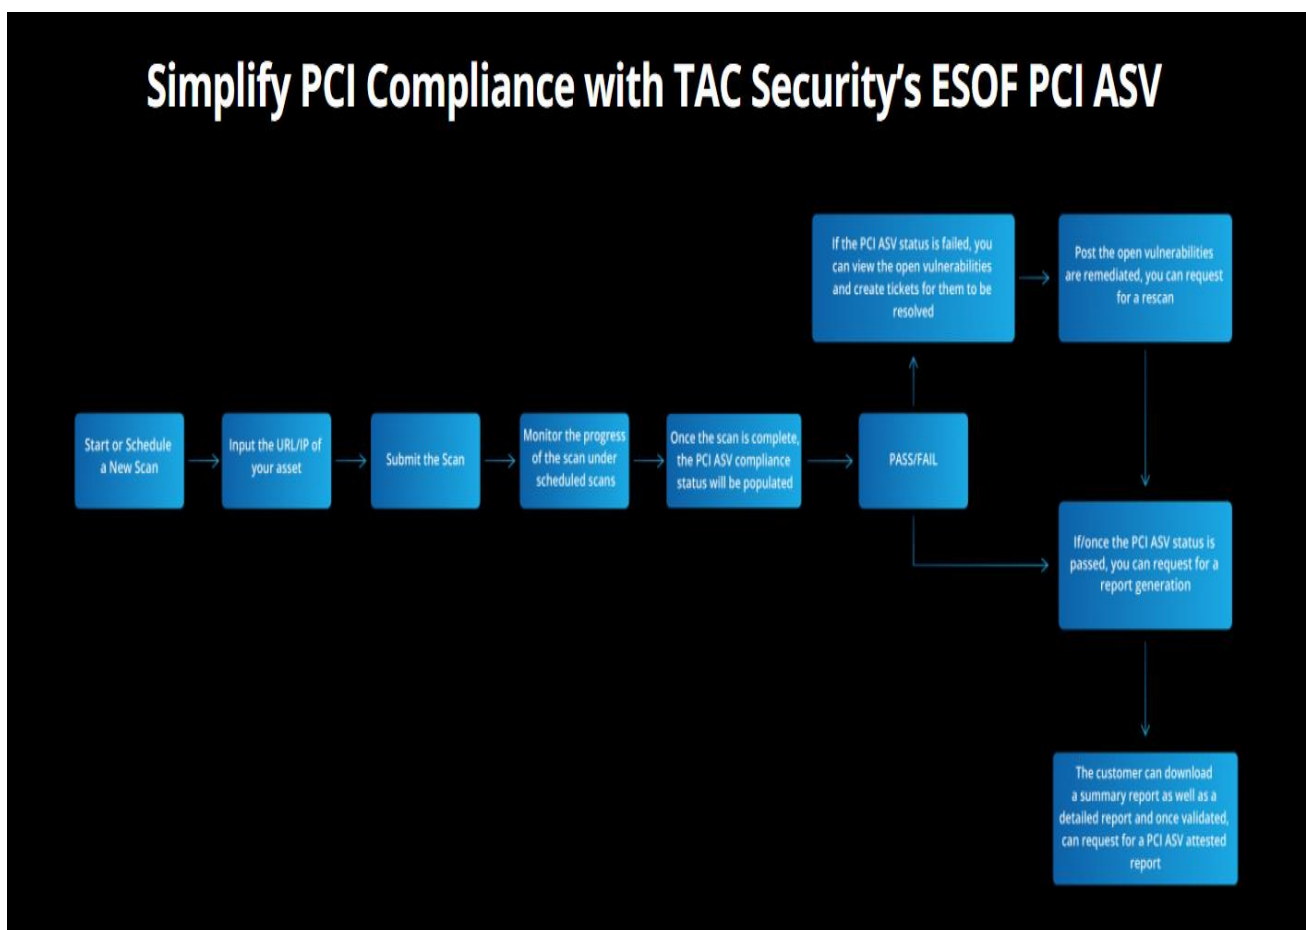 Simplify PCI Compliance with TAC Security’s ESOF PCI ASV
If the PCI ASV status is failed, you
can view the open vulnerabilities
and create tickets for them to be
resolved
Post the open vulnerabilities
are remediated, you can request
for a rescan
Start or Schedule
a New Scan
Input the URL/IP of
your asset
Submit the Scan
Monitor the progress
of the scan under
scheduled scans
Once the scan is complete,
the PCI ASV compliance
status will be populated
PASS/FAIL
If/once the PCI ASV status is
passed, you can request for a
report generation
The customer can download
a summary report as well as a
detailed report and once validated,
can request for a PCI ASV attested
report